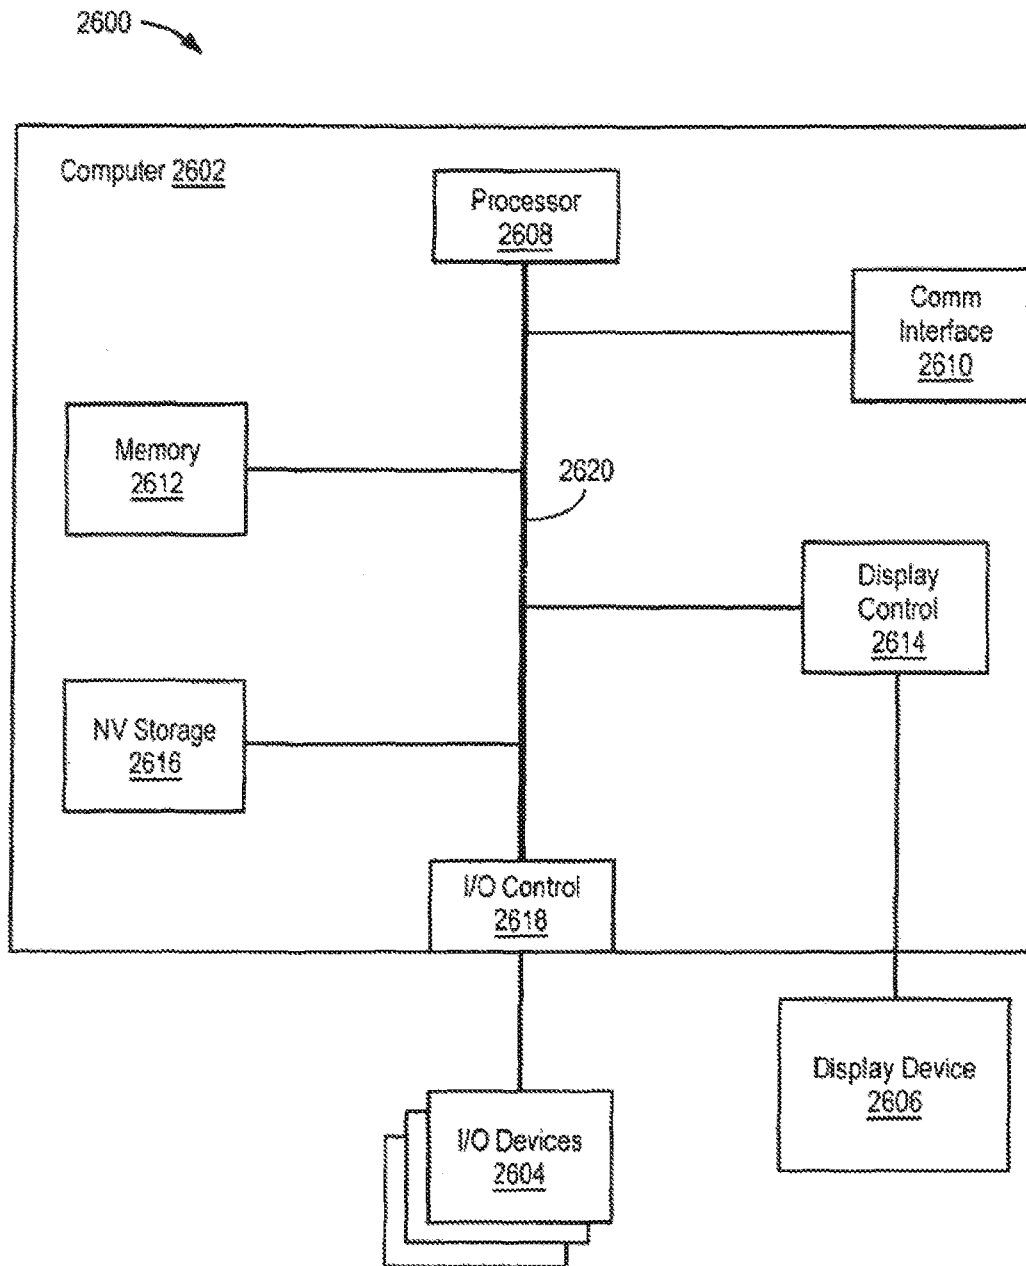 2600
Computer 2602
Processor
2608
Comm
Interface
2610
Memory
2612
2620
Display
Control
2614
NV Storage
2616
I/O Control
2618
Display Device
2606
I/O Devices
2604